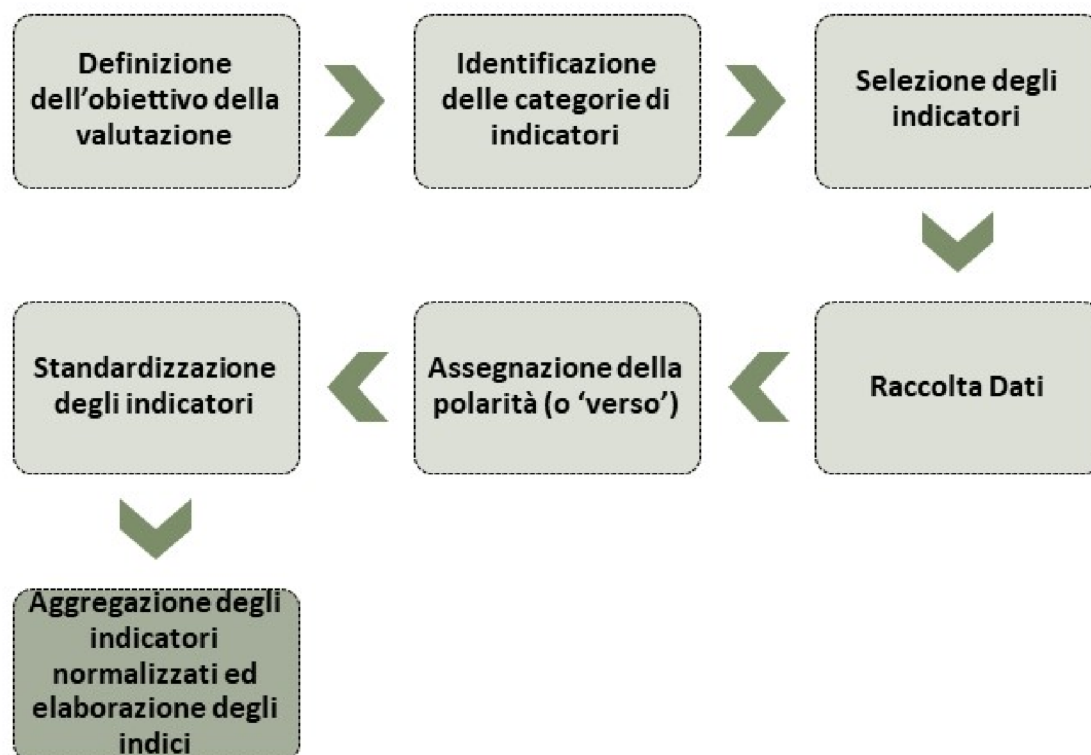 Definizione
dell'obiettivo della
valutazione
Identificazione
delle categorie di
indicatori
Selezione degli
indicatori
Raccolta Dati
Assegnazione della
polarità (o ‘verso’)
Standardizzazione
degli indicatori
Aggregazione degli
indicatori
normalizzati ed
elaborazione degli
indici